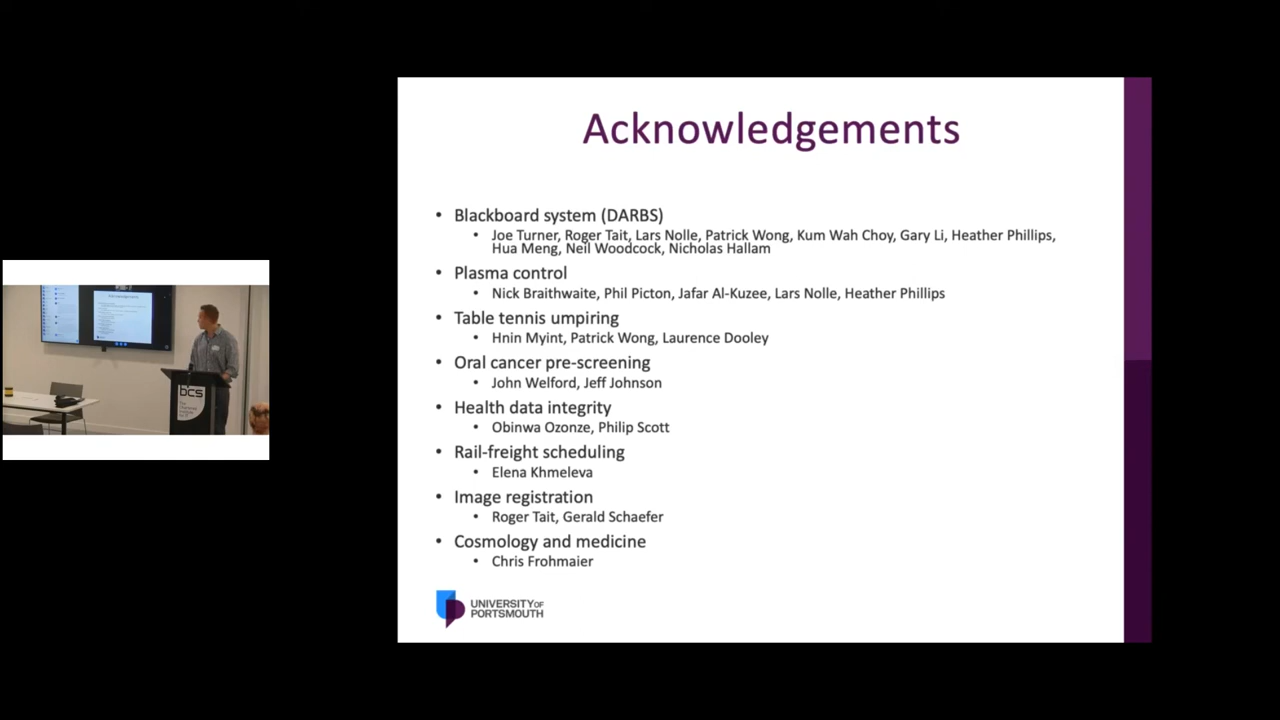 Acknowledgements
• Blackboard system (DARBS)
• Joe Turner, Roger Tait, Lars Nolle, Patrick Wong, Kum Wah Choy, Gary Li, Heather Phillips,
Hua Meng, Neil Woodcock, Nicholas Hallam
• Plasma control
• Nick Braithwaite, Phil Picton, Jafar Al-Kuzee, Lars Nolle, Heather Phillips
• Table tennis umpiring
• Hnin Myint, Patrick Wong, Laurence Dooley
• Oral cancer pre-screening
• John Welford, Jeff Johnson
• Health data integrity
• Obinwa Ozonze, Philip Scott
• Rail-freight scheduling
• Elena Khmeleva
• Image registration
• Roger Tait, Gerald Schaefer
• Cosmology and medicine
• Chris Frohmaier
UNIVERSITY OF
PORTSMOUTH
Acknowledgements
bcs